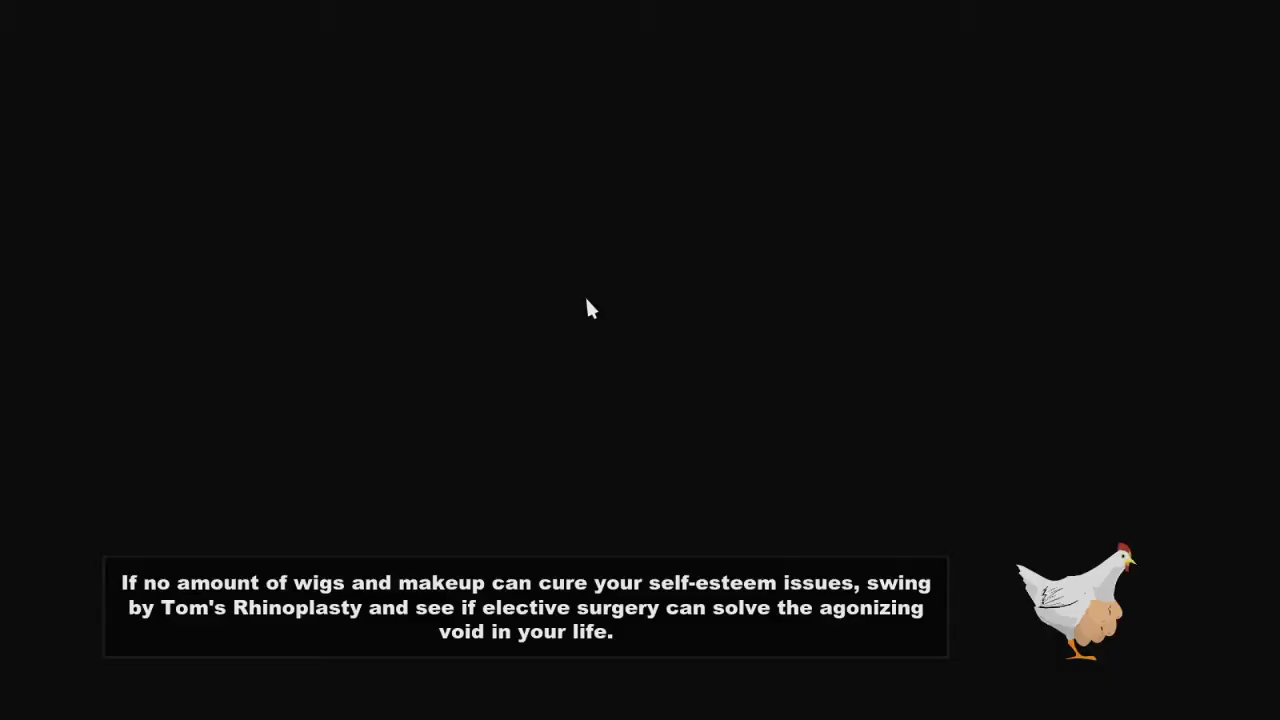 If no amount of wigs and makeup can cure your self-esteem issues, swing
by Tom's Rhinoplasty and see if elective surgery can solve the agonizing
void in your life.